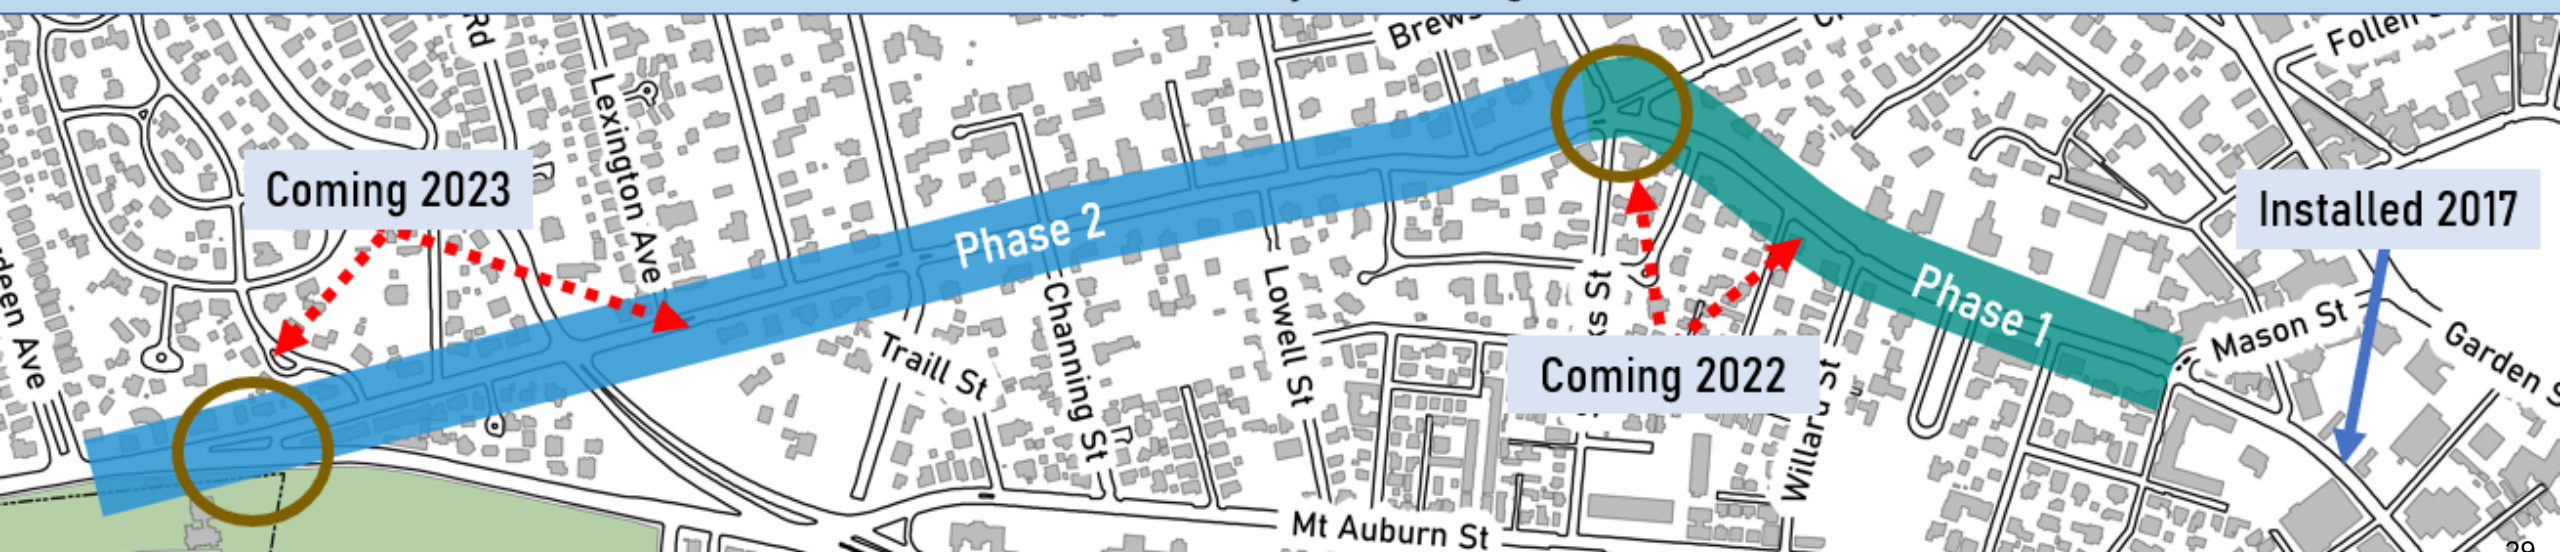 Rd
Follen
Lexington Ave
Coming 2023
Installed 2017
Phase 2
Phase 1
Mason St
Garden S
Lowell St
Channing St
Traill St
Coming 2022
Willard St
Mt Auburn St
29